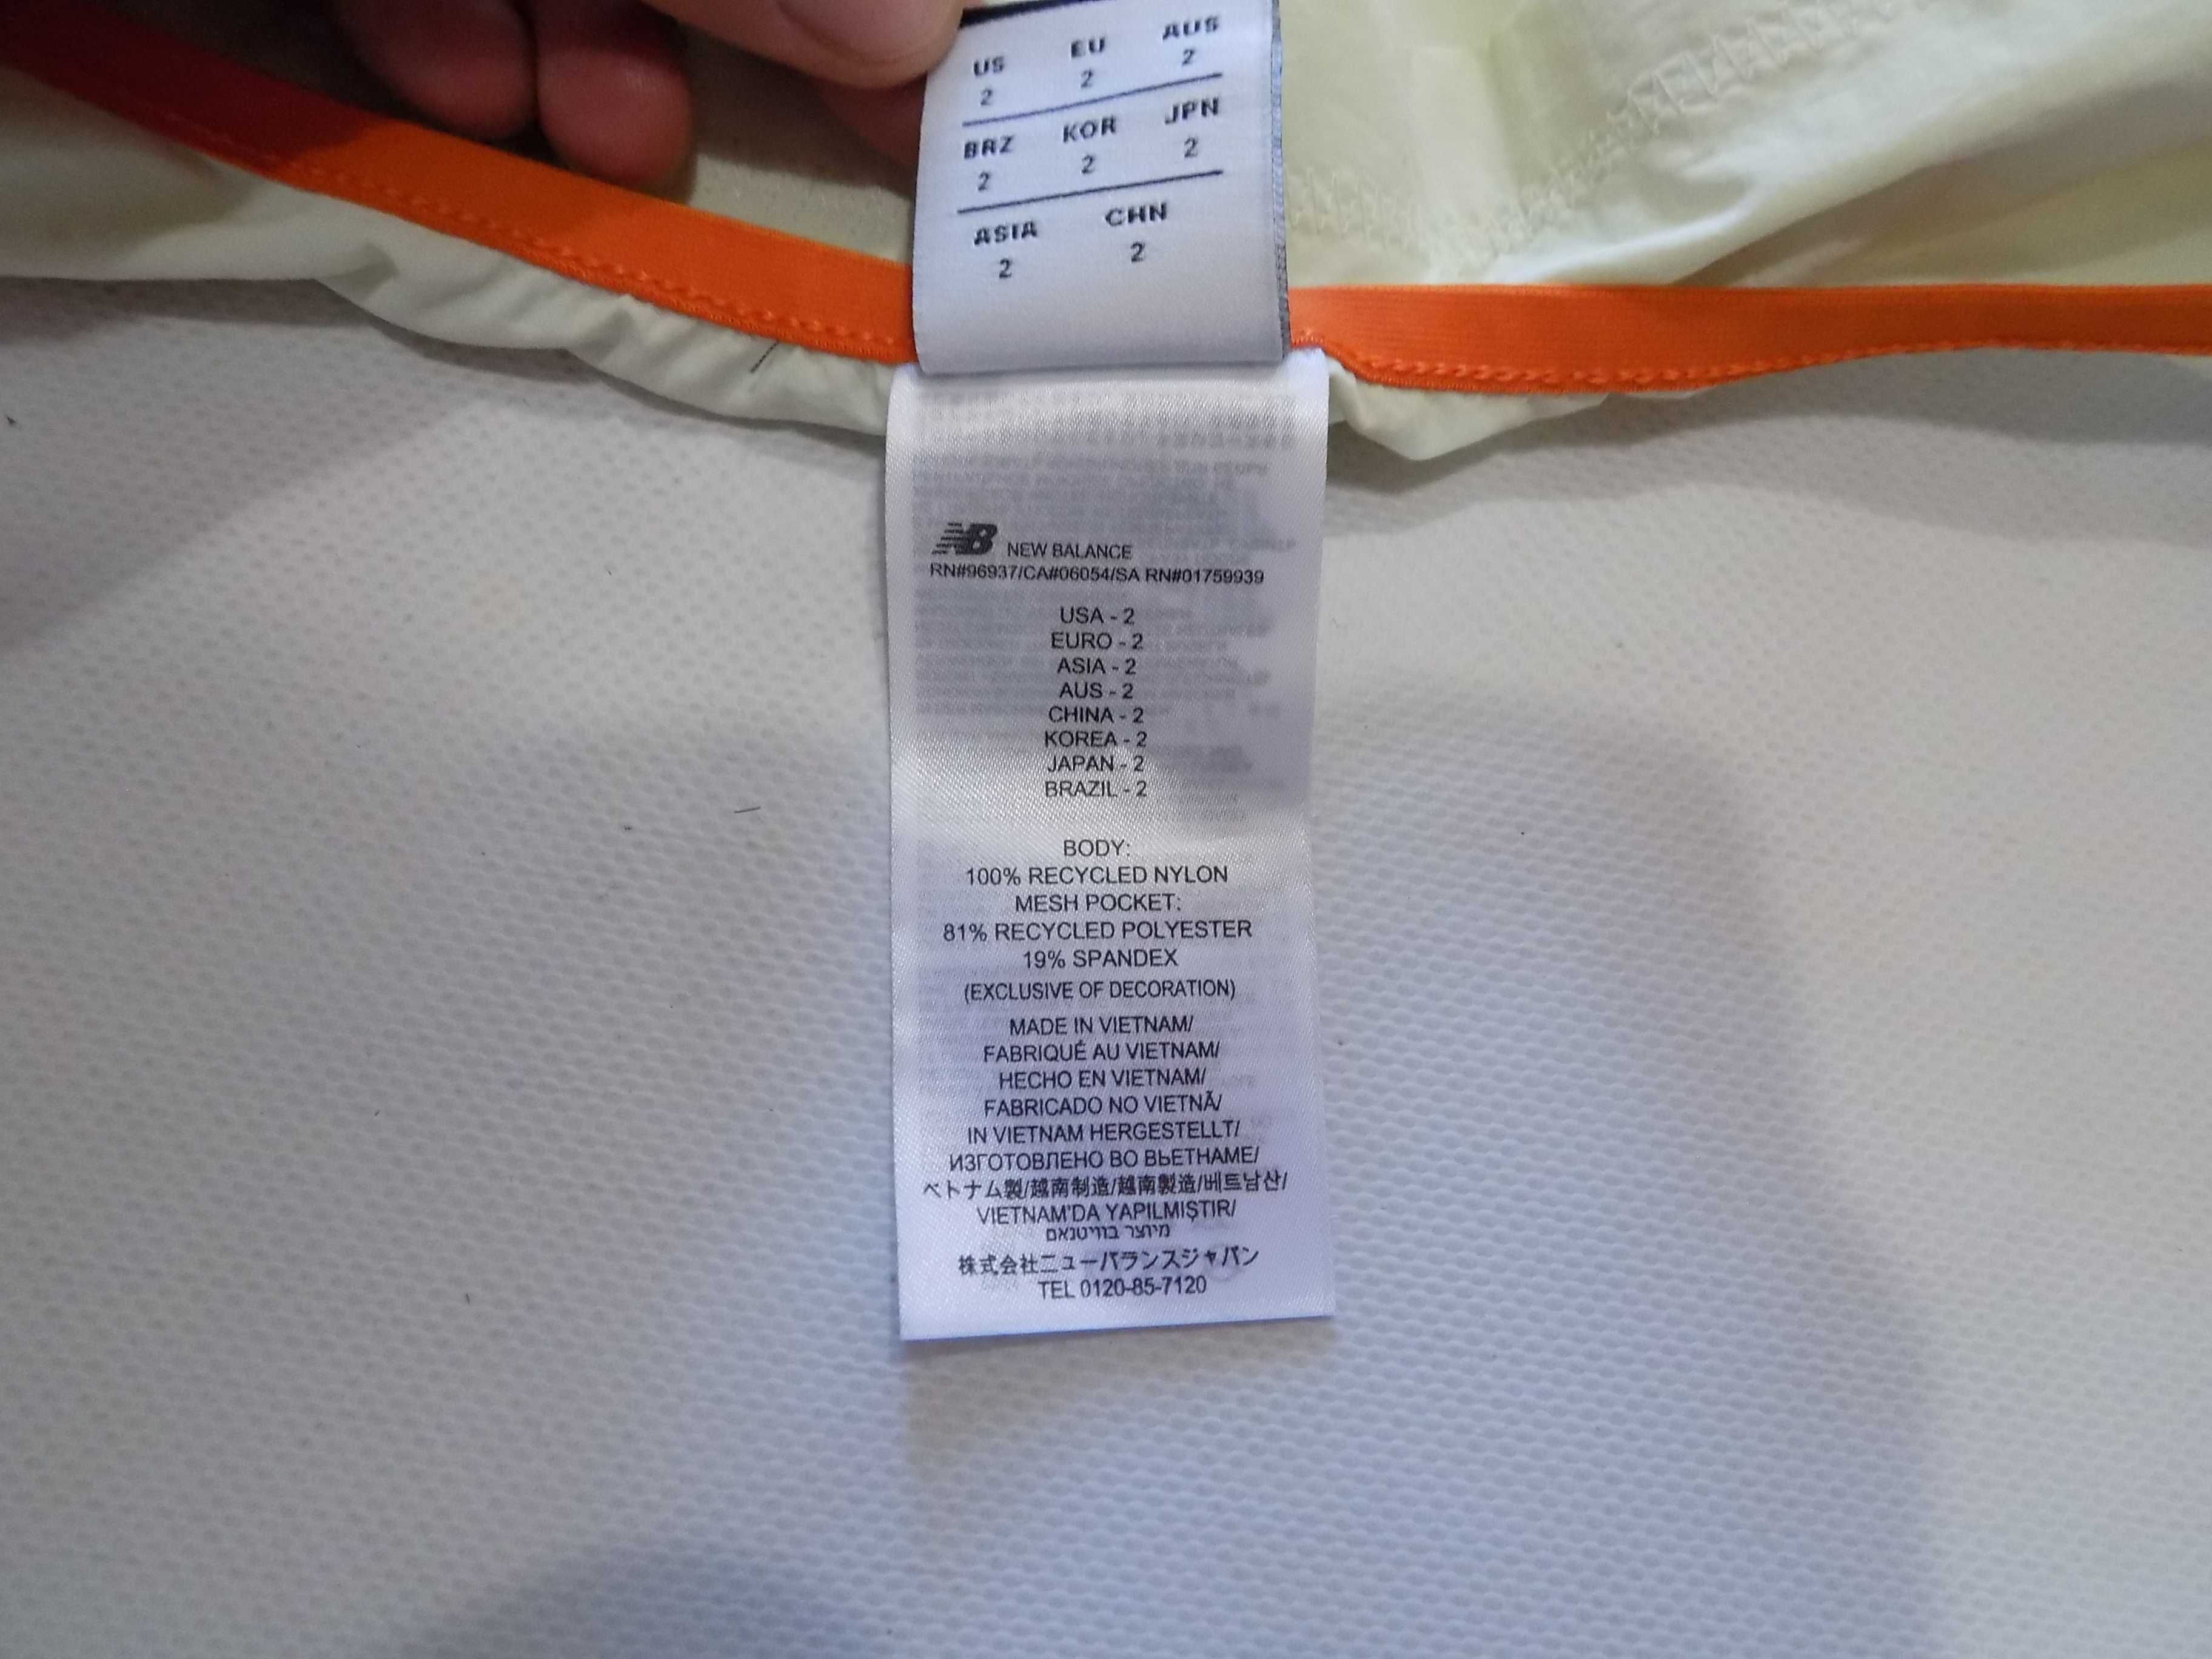 US EU AUS
2 2 2
BRZ KOR JPN
2 2 2
ASIA CHN
2 2
NB NEW BALANCE
RN#96937/CA#06054/SA RN#01759939
USA - 2
EURO - 2
ASIA - 2
AUS - 2
CHINA - 2
KOREA - 2
JAPAN - 2
BRAZIL - 2
BODY:
100% RECYCLED NYLON
MESH POCKET:
81% RECYCLED POLYESTER
19% SPANDEX
(EXCLUSIVE OF DECORATION)
MADE IN VIETNAM/
FABRIQUÉ AU VIETNAM/
HECHO EN VIETNAM/
FABRICADO NO VIETNÃ/
IN VIETNAM HERGESTELLT/
ИЗГОТОВЛЕНО ВО ВЬЕТНАМЕ/
ベトナム製/越南制造/越南製造/베트남산/
VIETNAM'DA YAPILMIŞTIR/
מיוצר בוויטנאם
株式会社ニューバランスジャパン
TEL 0120-85-7120